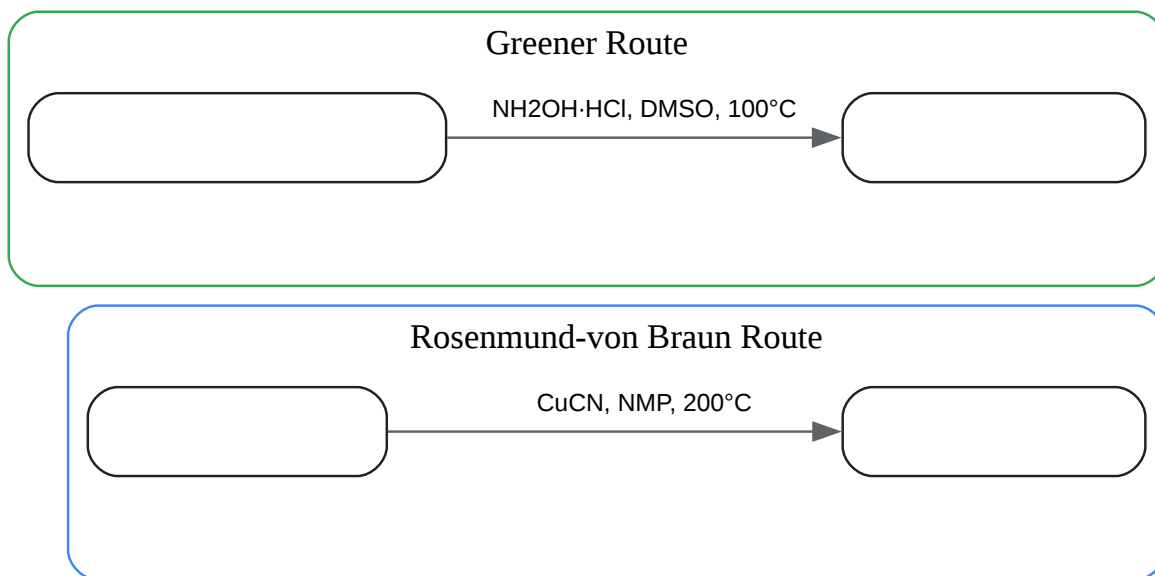 Greener Route
NH2OH·HCl, DMSO, 100°C
Rosenmund-von Braun Route
CuCN, NMP, 200°C